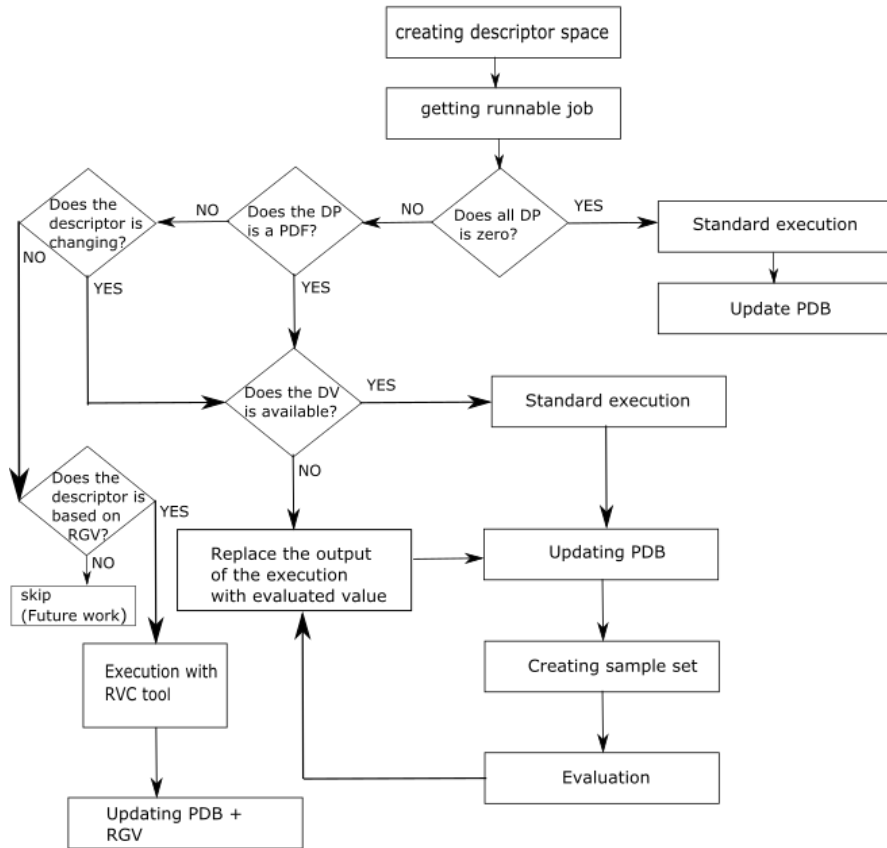 creating descriptor space
getting runnable job
Does the
descriptor is
changing?
NO
Does the DP
is a PDF?
NO
Does all DP
is zero?
YES
Standard execution
NO
YES
YES
Update PDB
Does the DV
is available?
YES
Standard execution
Does the
descriptor is
based on
RGV?
YES
NO
NO
Replace the output
of the execution
with evaluated value
Updating PDB
skip
(Future work)
Execution with
RVC tool
Creating sample set
Evaluation
Updating PDB +
RGV